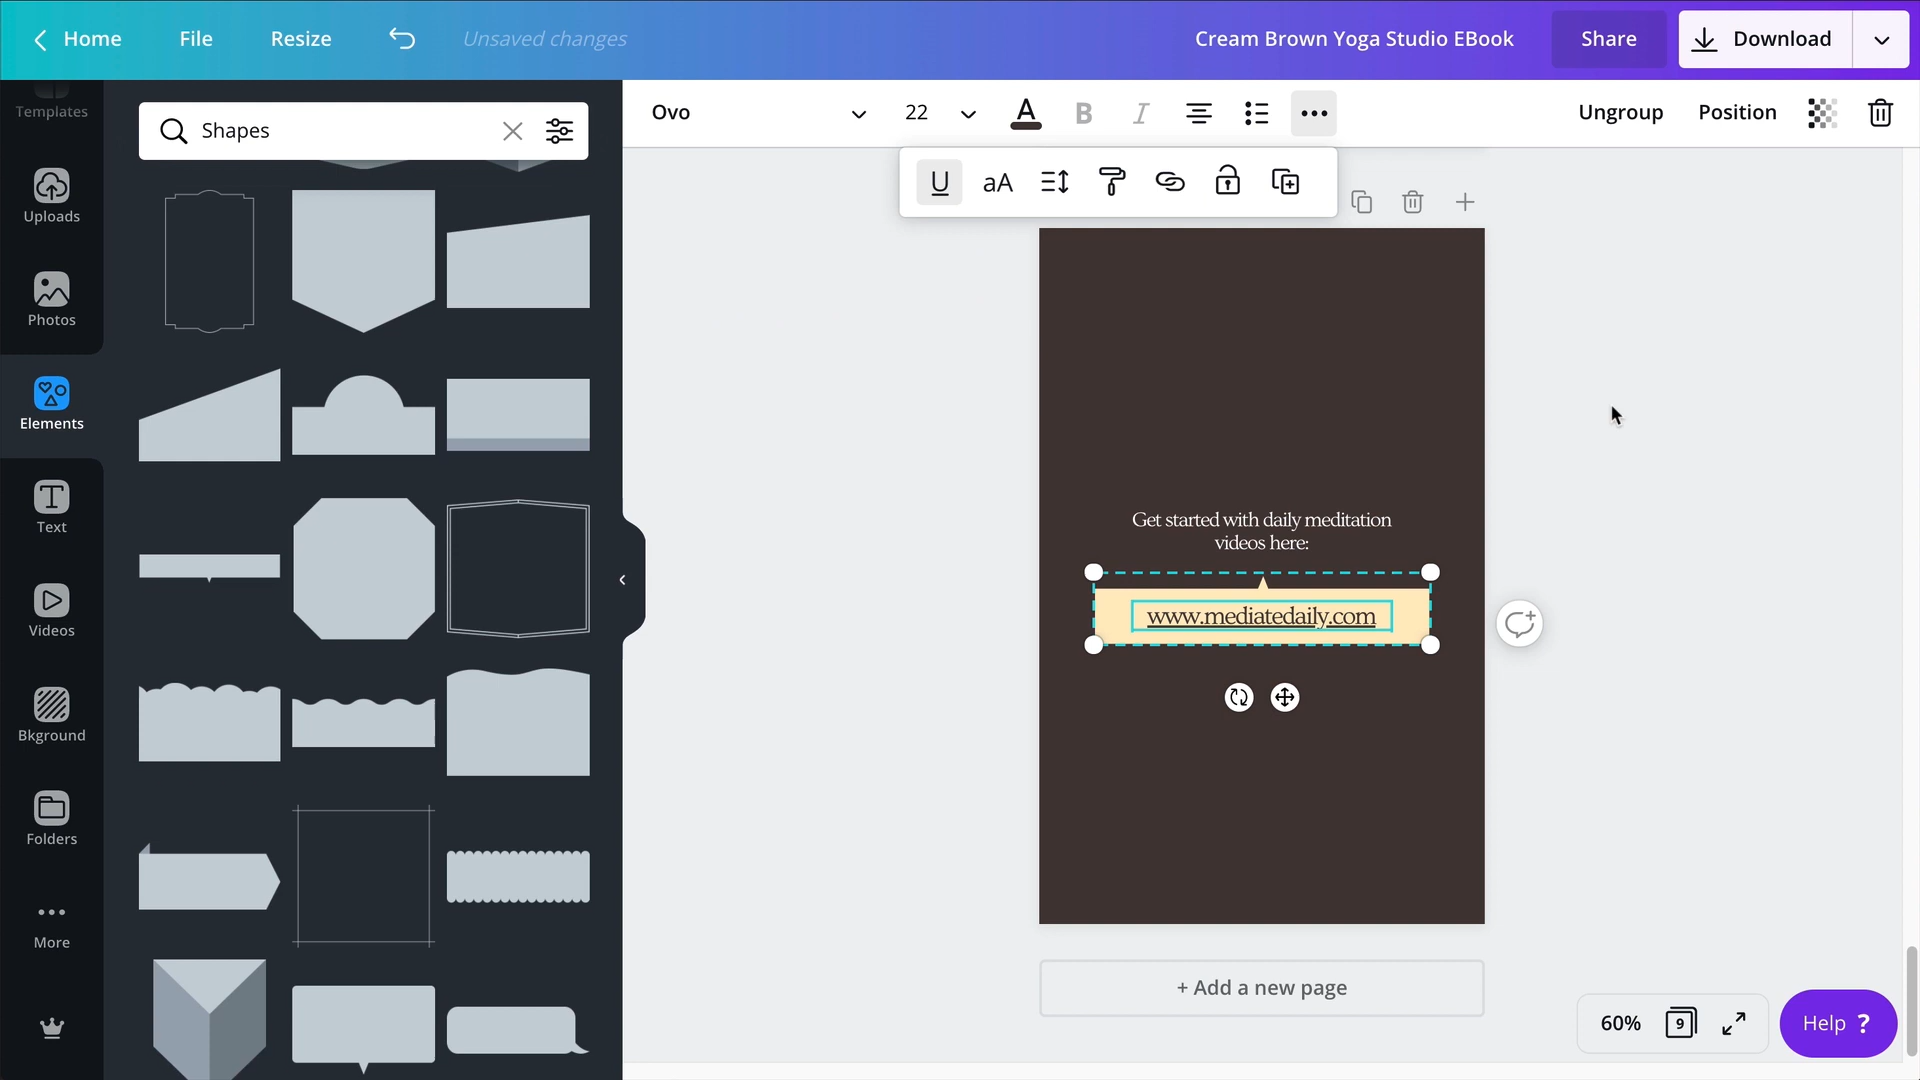 Home
File
Resize
Unsaved changes
Cream Brown Yoga Studio EBook
Share
Download
Templates
Uploads
Photos
Elements
Text
Videos
Bkground
Folders
More
Shapes
Ovo
22
A
B
I
Ungroup
Position
U
aA
Get started with daily meditation
videos here:
www.mediatedaily.com
+ Add a new page
60%
9
Help ?